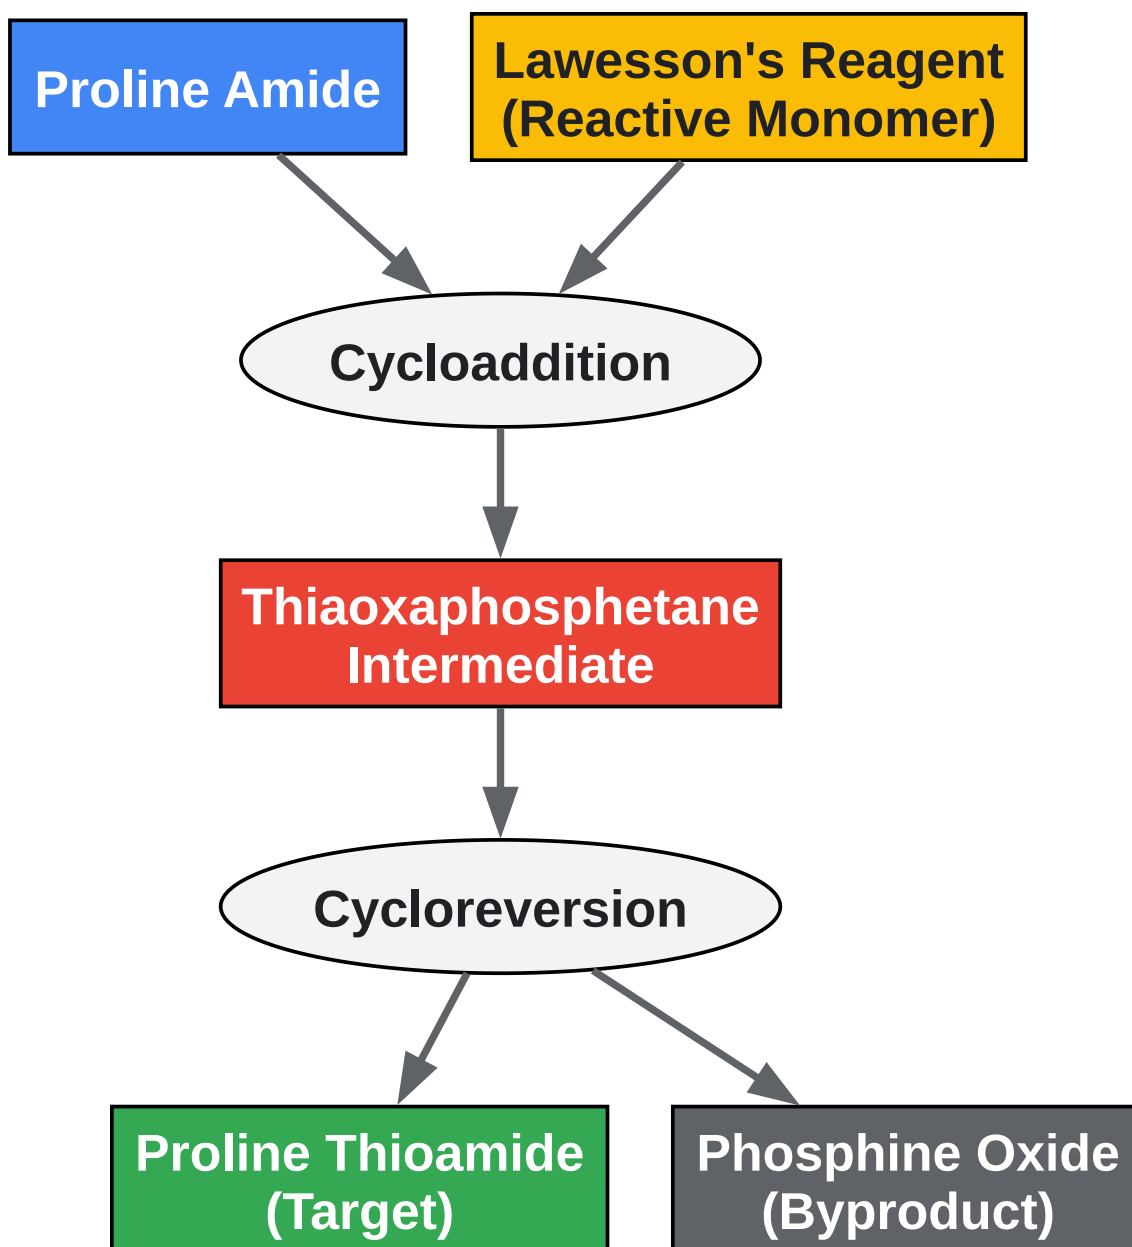 Proline Amide
Lawesson's Reagent
(Reactive Monomer)
Cycloaddition
Thiaoxaphosphetane
Intermediate
Cycloreversion
Proline Thioamide
(Target)
Phosphine Oxide
(Byproduct)